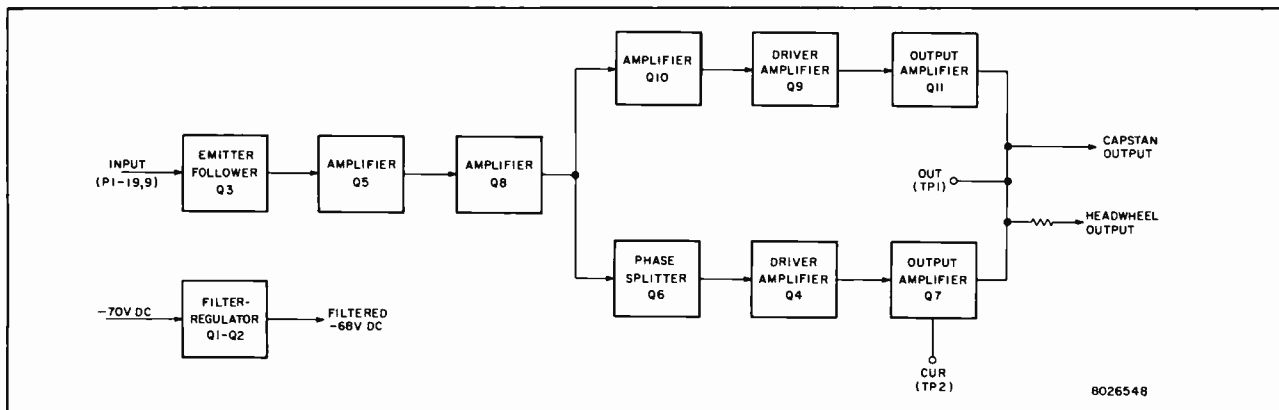 AMPLIFIER
Q10
DRIVER
AMPLIFIER
Q9
OUTPUT
AMPLIFIER
Q11
INPUT
(P1-19,9)
EMITTER
FOLLOWER
Q3
AMPLIFIER
Q5
AMPLIFIER
Q8
CAPSTAN
OUTPUT
OUT
(TP1)
HEADWHEEL
OUTPUT
PHASE
SPLITTER
Q6
DRIVER
AMPLIFIER
Q4
OUTPUT
AMPLIFIER
Q7
-70V DC
FILTER-
REGULATOR
Q1-Q2
FILTERED
-68V DC
CUR
(TP2)
8026548